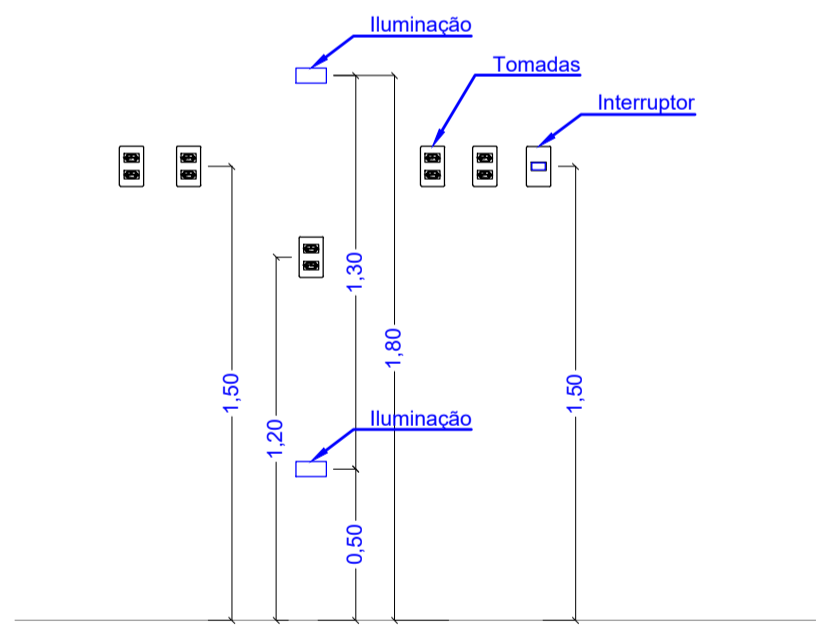 Iluminação
Tomadas
Interruptor
1,30
1,80
1,50
1,50
Iluminação
1,20
0,50